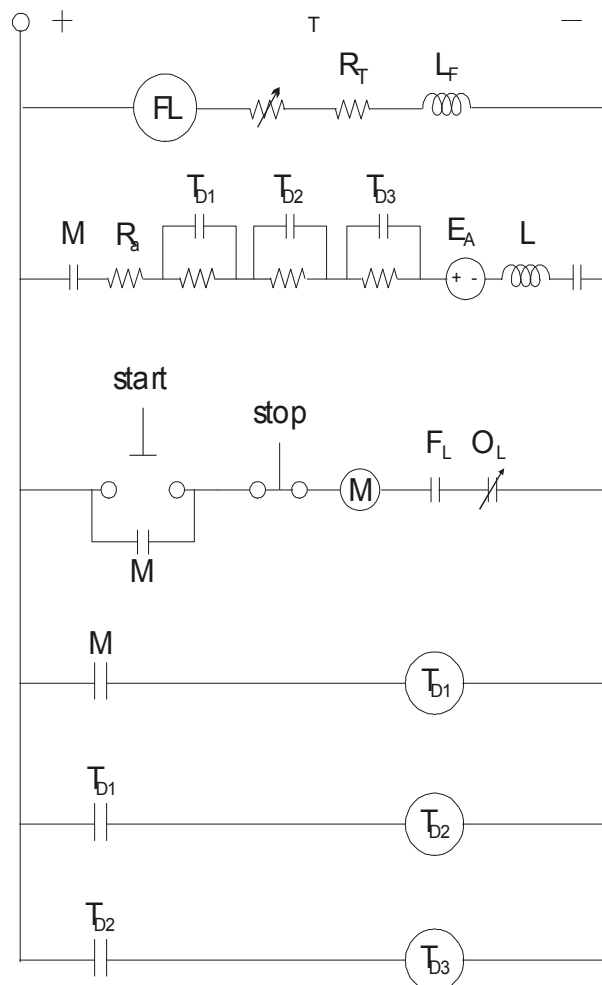 + T −
R_T L_F
FL
T_D1 T_D2 T_D3
M R_a E_A L
+ -
start
stop
F_L O_L
M
M
M
T_D1
T_D1
T_D2
T_D2
T_D3